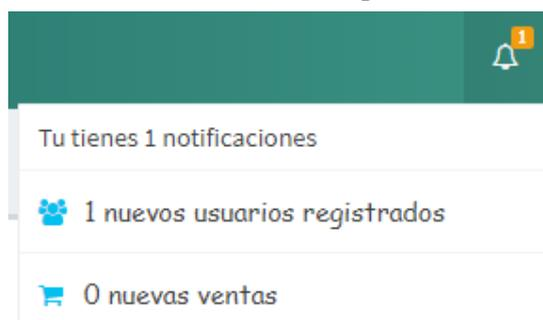 1
Tu tienes 1 notificaciones
1 nuevos usuarios registrados
0 nuevas ventas